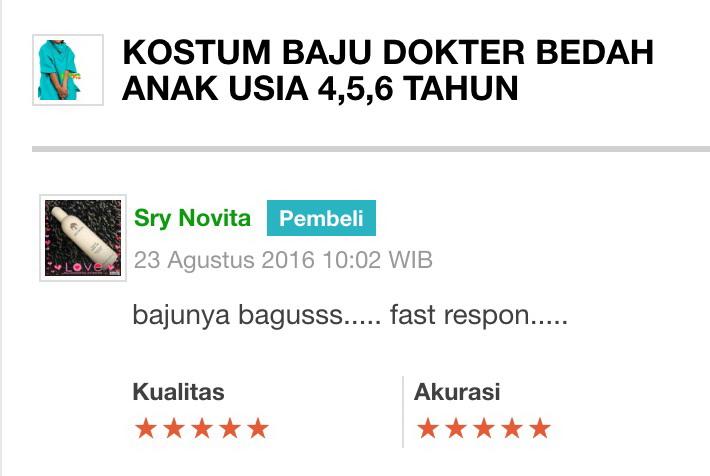 KOSTUM BAJU DOKTER BEDAH
ANAK USIA 4,5,6 TAHUN
Sry Novita Pembeli
23 Agustus 2016 10:02 WIB
LOVE
bajunya bagusss..... fast respon.....
Kualitas Akurasi